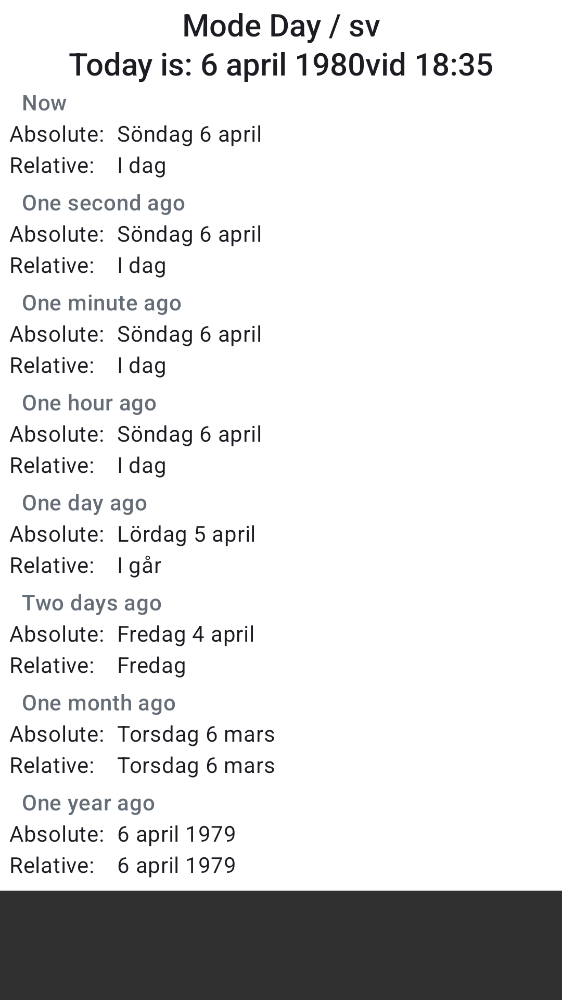 Mode Day / sv
Today is: 6 april 1980vid 18:35
Now
Absolute: Söndag 6 april
Relative: I dag
One second ago
Absolute: Söndag 6 april
Relative: I dag
One minute ago
Absolute: Söndag 6 april
Relative: I dag
One hour ago
Absolute: Söndag 6 april
Relative: I dag
One day ago
Absolute: Lördag 5 april
Relative: I går
Two days ago
Absolute: Fredag 4 april
Relative: Fredag
One month ago
Absolute: Torsdag 6 mars
Relative: Torsdag 6 mars
One year ago
Absolute: 6 april 1979
Relative: 6 april 1979